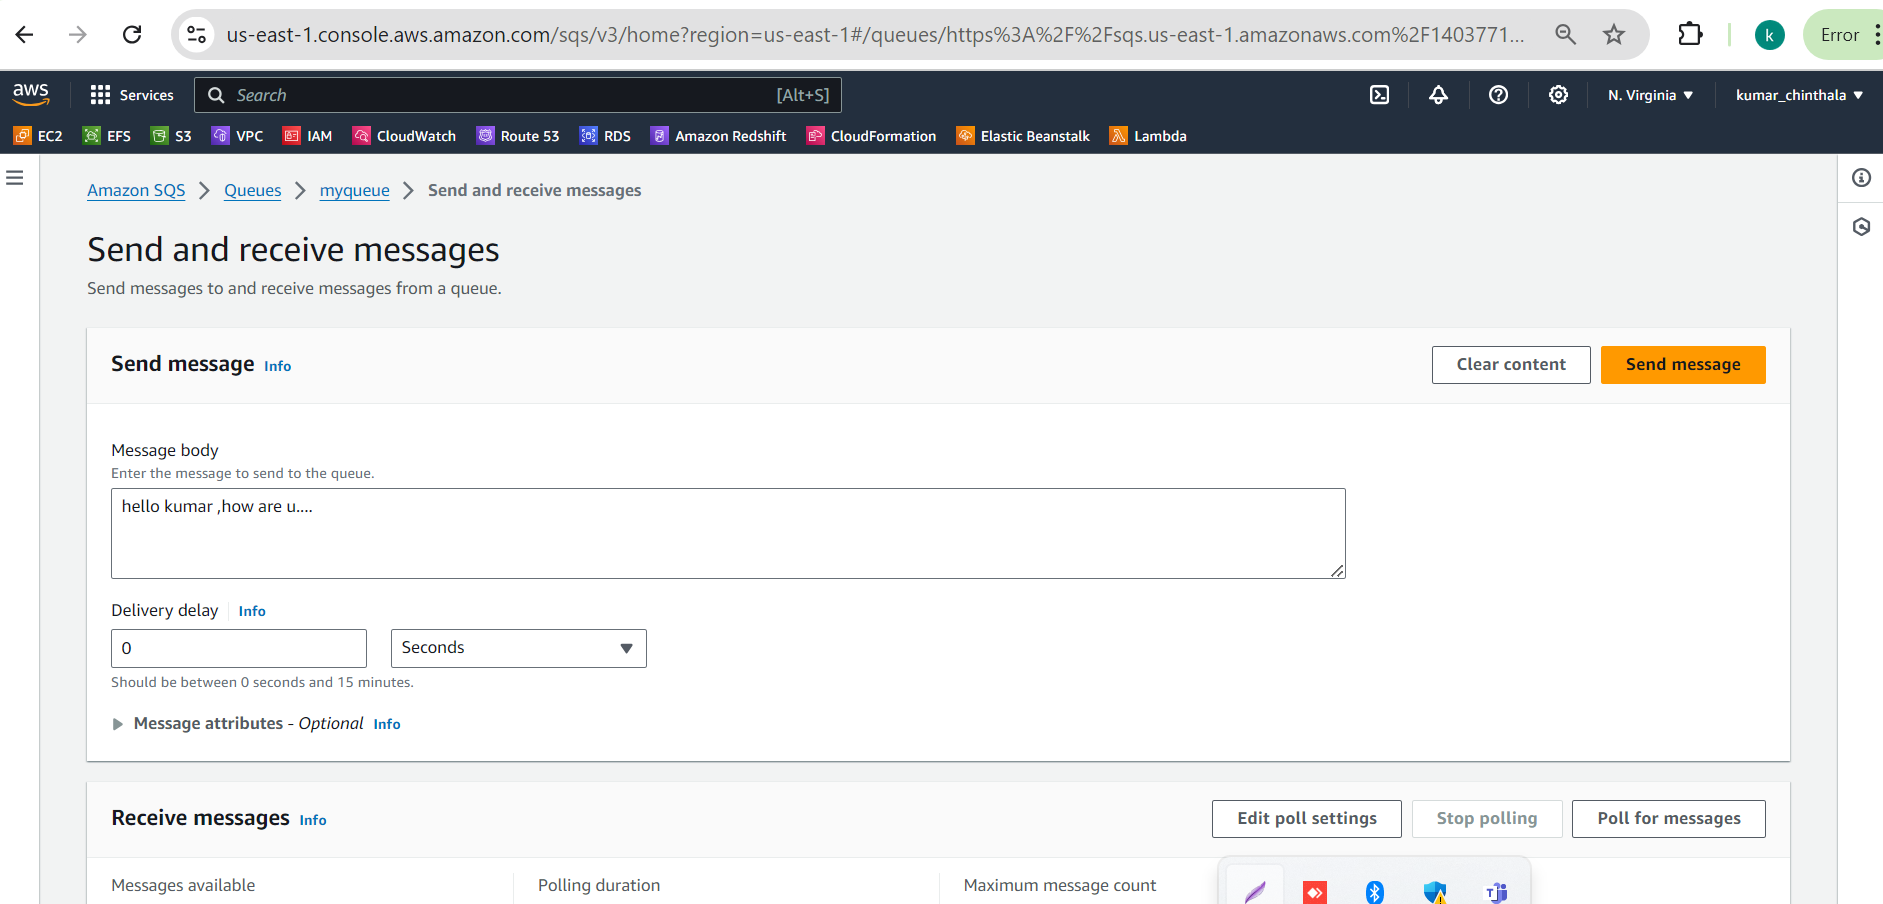 us-east-1.console.aws.amazon.com/sqs/v3/home?region=us-east-1#/queues/https%3A%2F%2Fsqs.us-east-1.amazonaws.com%2F1403771...
k
Error
aws
Services
Search
[Alt+S]
N. Virginia
kumar_chinthala
EC2
EFS
S3
VPC
IAM
CloudWatch
Route 53
RDS
Amazon Redshift
CloudFormation
Elastic Beanstalk
Lambda
Amazon SQS
Queues
myqueue
Send and receive messages
Send and receive messages
Send messages to and receive messages from a queue.
Send message Info
Clear content
Send message
Message body
Enter the message to send to the queue.
hello kumar ,how are u....
Delivery delay
Info
0
Seconds
Should be between 0 seconds and 15 minutes.
Message attributes - Optional Info
Receive messages Info
Edit poll settings
Stop polling
Poll for messages
Messages available
Polling duration
Maximum message count